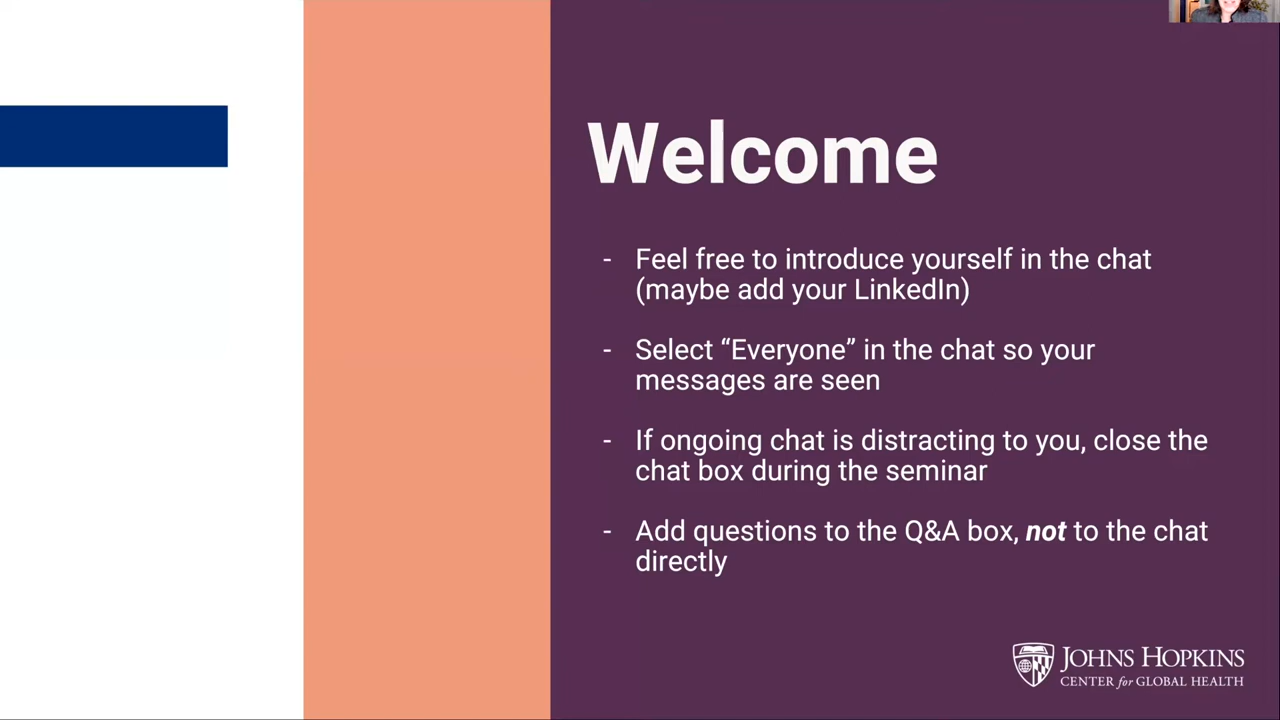 Welcome
- Feel free to introduce yourself in the chat
(maybe add your LinkedIn)
- Select “Everyone” in the chat so your
messages are seen
- If ongoing chat is distracting to you, close the
chat box during the seminar
- Add questions to the Q&A box, not to the chat
directly
JOHNS HOPKINS
CENTER for GLOBAL HEALTH